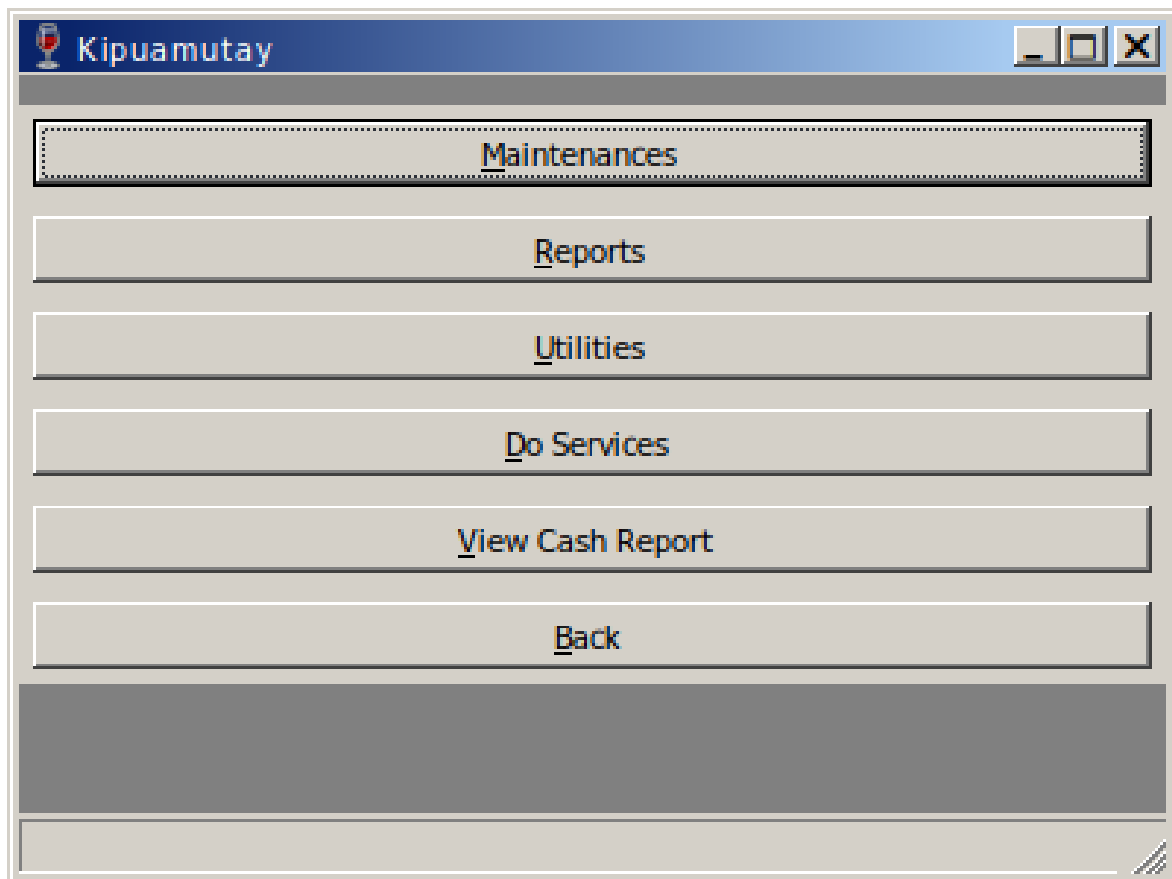 Kipuamutay
Maintenances
Reports
Utilities
Do Services
View Cash Report
Back